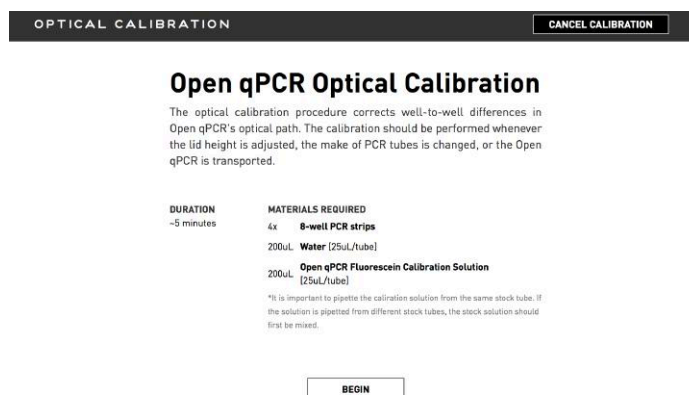 OPTICAL CALIBRATION
CANCEL CALIBRATION
Open qPCR Optical Calibration
The optical calibration procedure corrects well-to-well differences in
Open qPCR's optical path. The calibration should be performed whenever
the lid height is adjusted, the make of PCR tubes is changed, or the Open
qPCR is transported.
DURATION
~5 minutes
MATERIALS REQUIRED
4x 8-well PCR strips
200uL Water (25uL/tube)
200uL Open qPCR Fluorescein Calibration Solution
(25uL/tube)
*It is important to pipette the caliration solution from the same stock tube. If
the solution is pipetted from different stock tubes, the stock solution should
first be mixed.
BEGIN